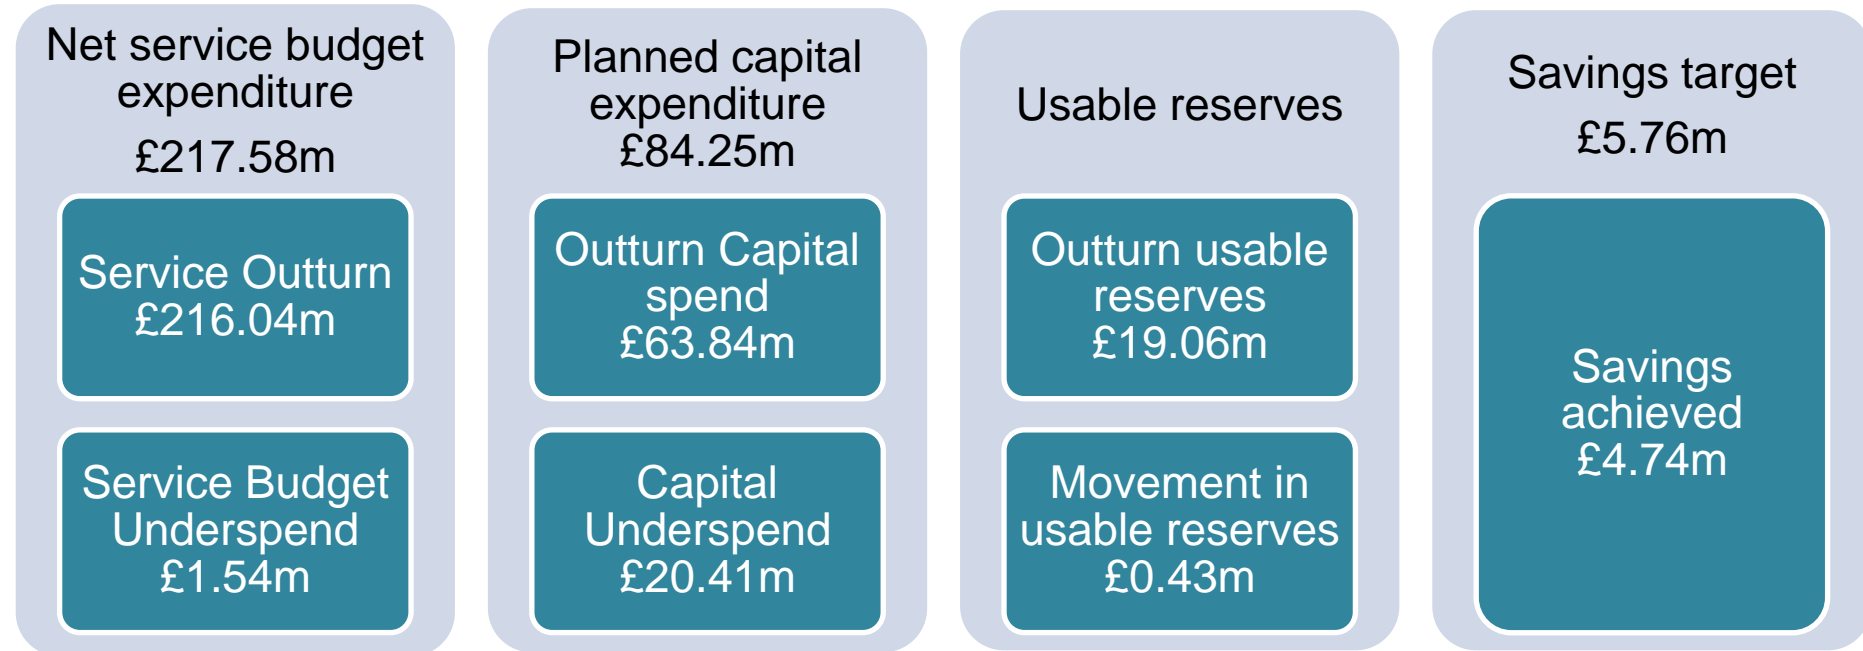 Net service budget
expenditure
£217.58m
Service Outturn
£216.04m
Service Budget
Underspend
£1.54m
Planned capital
expenditure
£84.25m
Outturn Capital
spend
£63.84m
Capital
Underspend
£20.41m
Usable reserves
Outturn usable
reserves
£19.06m
Movement in
usable reserves
£0.43m
Savings target
£5.76m
Savings
achieved
£4.74m